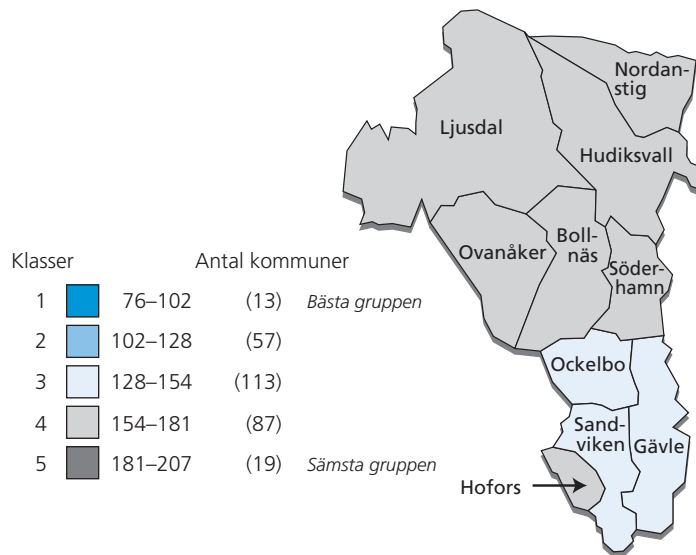 Nordan-
stig
Ljusdal
Hudiksvall
Ovanåker
Boll-
näs
Söder-
hamn
Klasser Antal kommuner
1 76–102 (13) Bästa gruppen
2 102–128 (57)
3 128–154 (113)
4 154–181 (87)
5 181–207 (19) Sämsta gruppen
Ockelbo
Sand-
viken
Gävle
Hofors